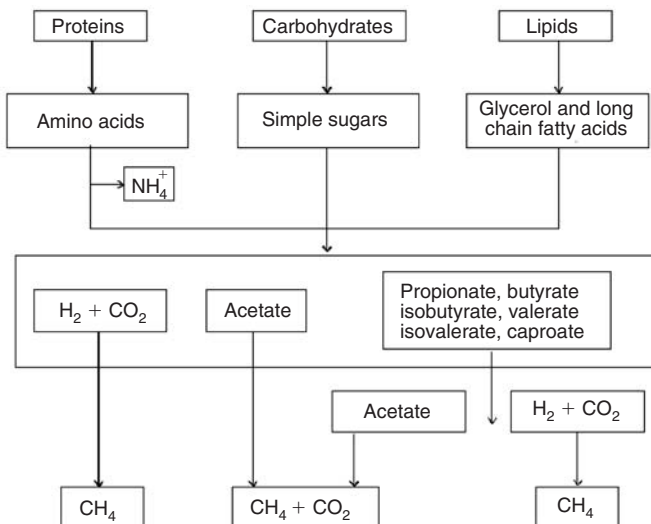 Proteins
Carbohydrates
Lipids
Amino acids
Simple sugars
Glycerol and long
chain fatty acids
NH₄⁺
H₂ + CO₂
Acetate
Propionate, butyrate
isobutyrate, valerate
isovalerate, caproate
Acetate
H₂ + CO₂
CH₄
CH₄ + CO₂
CH₄